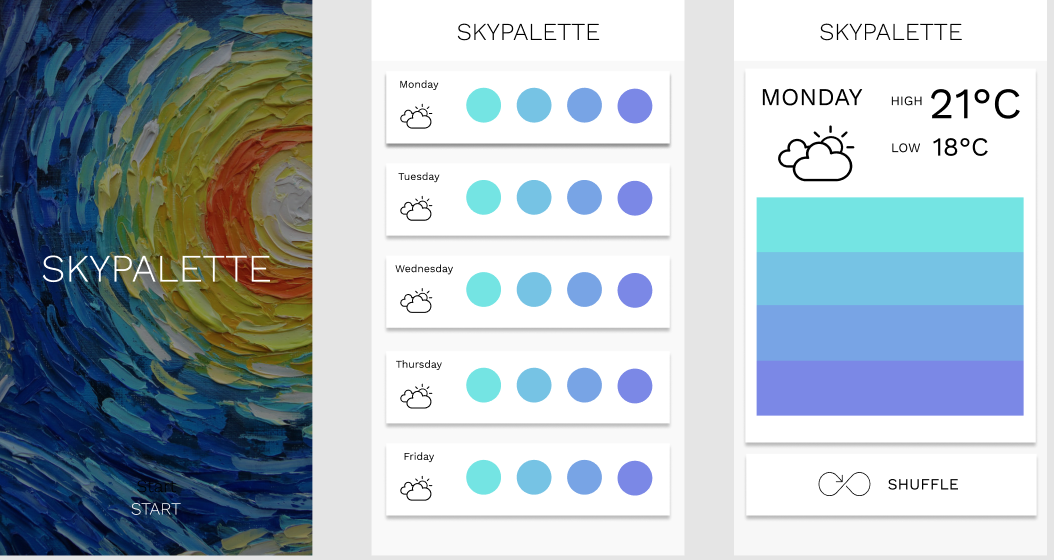 SKYPALETTE
Start
START
SKYPALETTE
Monday
Tuesday
Wednesday
Thursday
Friday
SKYPALETTE
MONDAY
HIGH 21°C
LOW 18°C
SHUFFLE